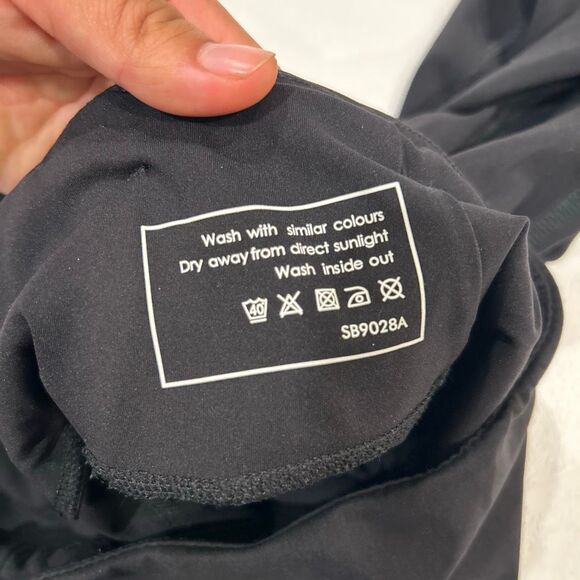 Wash with similar colours
Dry away from direct sunlight
Wash inside out
40
SB9028A